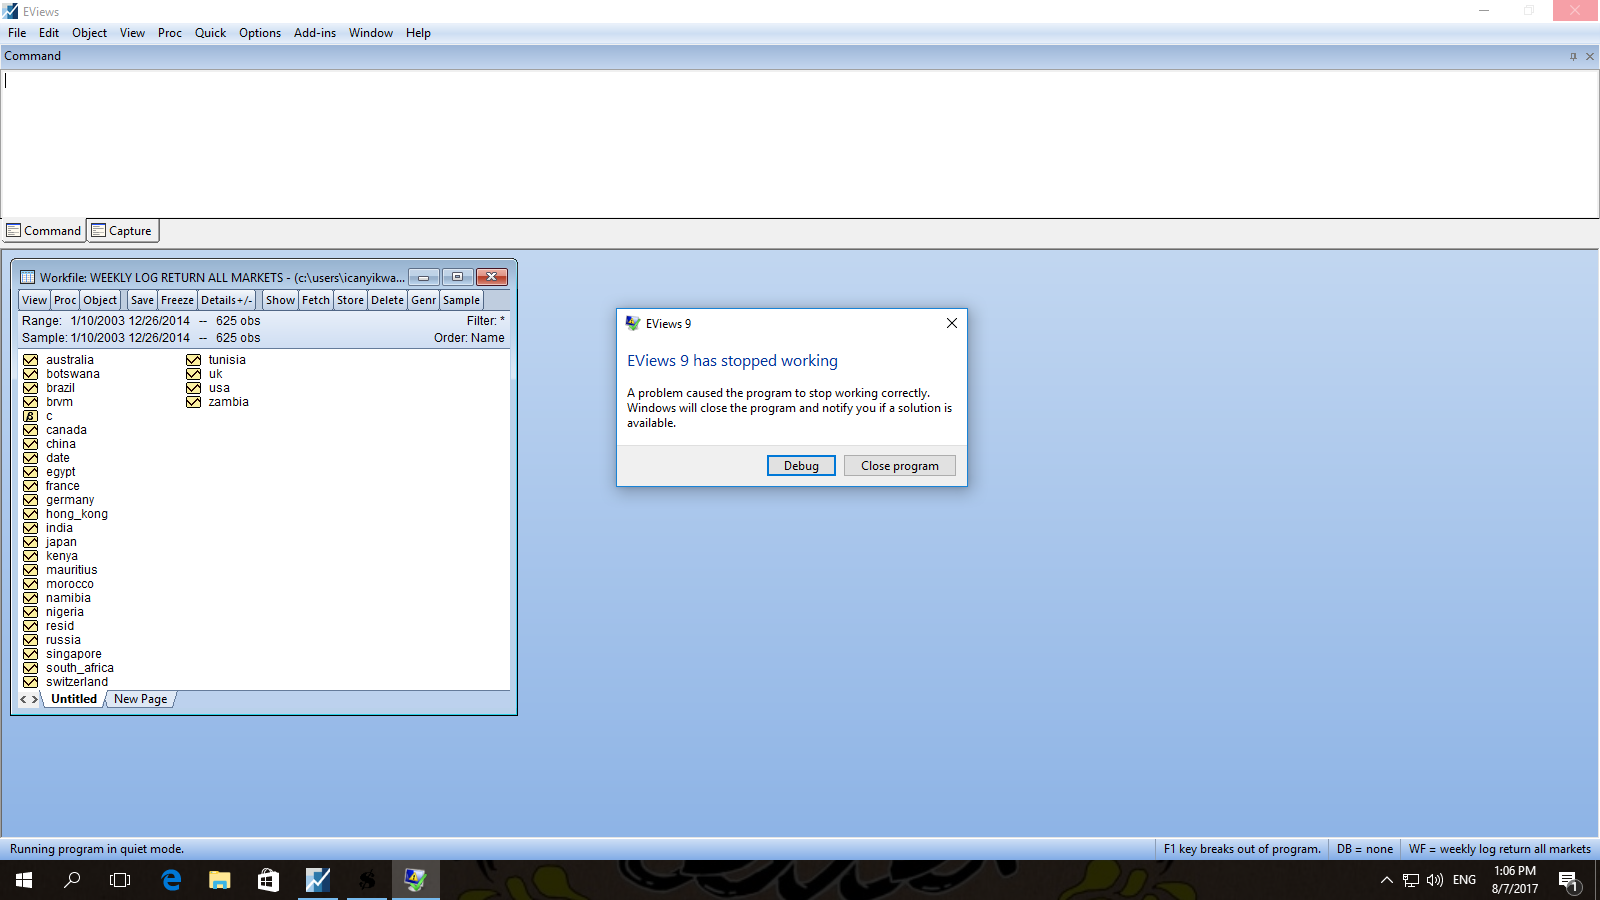 EViews
File Edit Object View Proc Quick Options Add-ins Window Help
Command
Command Capture
Workfile: WEEKLY LOG RETURN ALL MARKETS - (c:\users\icanyikwa...
View Proc Object Save Freeze Details+/- Show Fetch Store Delete Genr Sample
Range: 1/10/2003 12/26/2014 -- 625 obs Filter: *
Sample: 1/10/2003 12/26/2014 -- 625 obs Order: Name
australia
botswana
brazil
brvm
β c
canada
china
date
egypt
france
germany
hong_kong
india
japan
kenya
mauritius
morocco
namibia
nigeria
resid
russia
singapore
south_africa
switzerland
tunisia
uk
usa
zambia
< > Untitled New Page
EViews 9
EViews 9 has stopped working
A problem caused the program to stop working correctly.
Windows will close the program and notify you if a solution is
available.
Debug Close program
Running program in quiet mode. F1 key breaks out of program. DB = none WF = weekly log return all markets
ENG
1:06 PM
8/7/2017
1